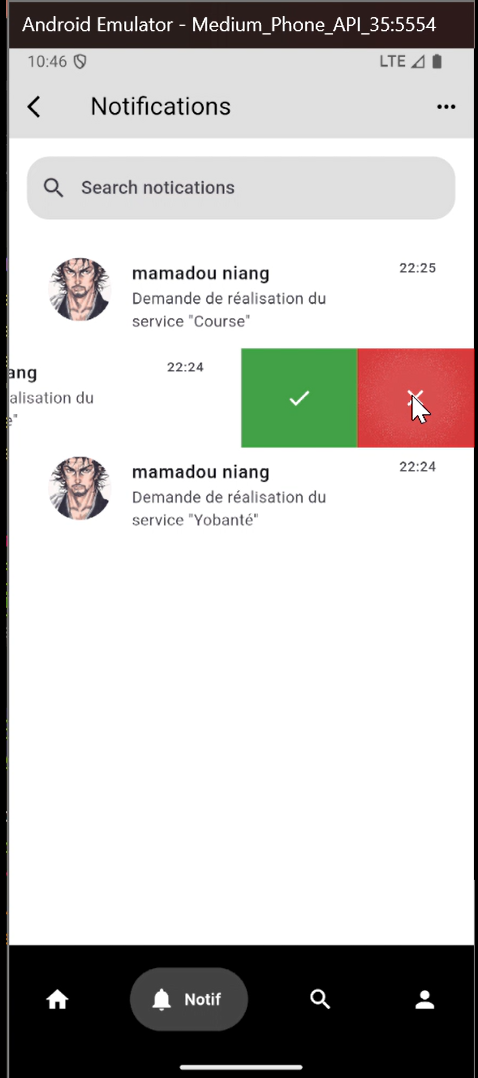 Android Emulator - Medium_Phone_API_35:5554
10:46 LTE
Notifications
Search notications
mamadou niang 22:25
Demande de réalisation du
service "Course"
ang 22:24
alisation du
e"
mamadou niang 22:24
Demande de réalisation du
service "Yobanté"
Notif